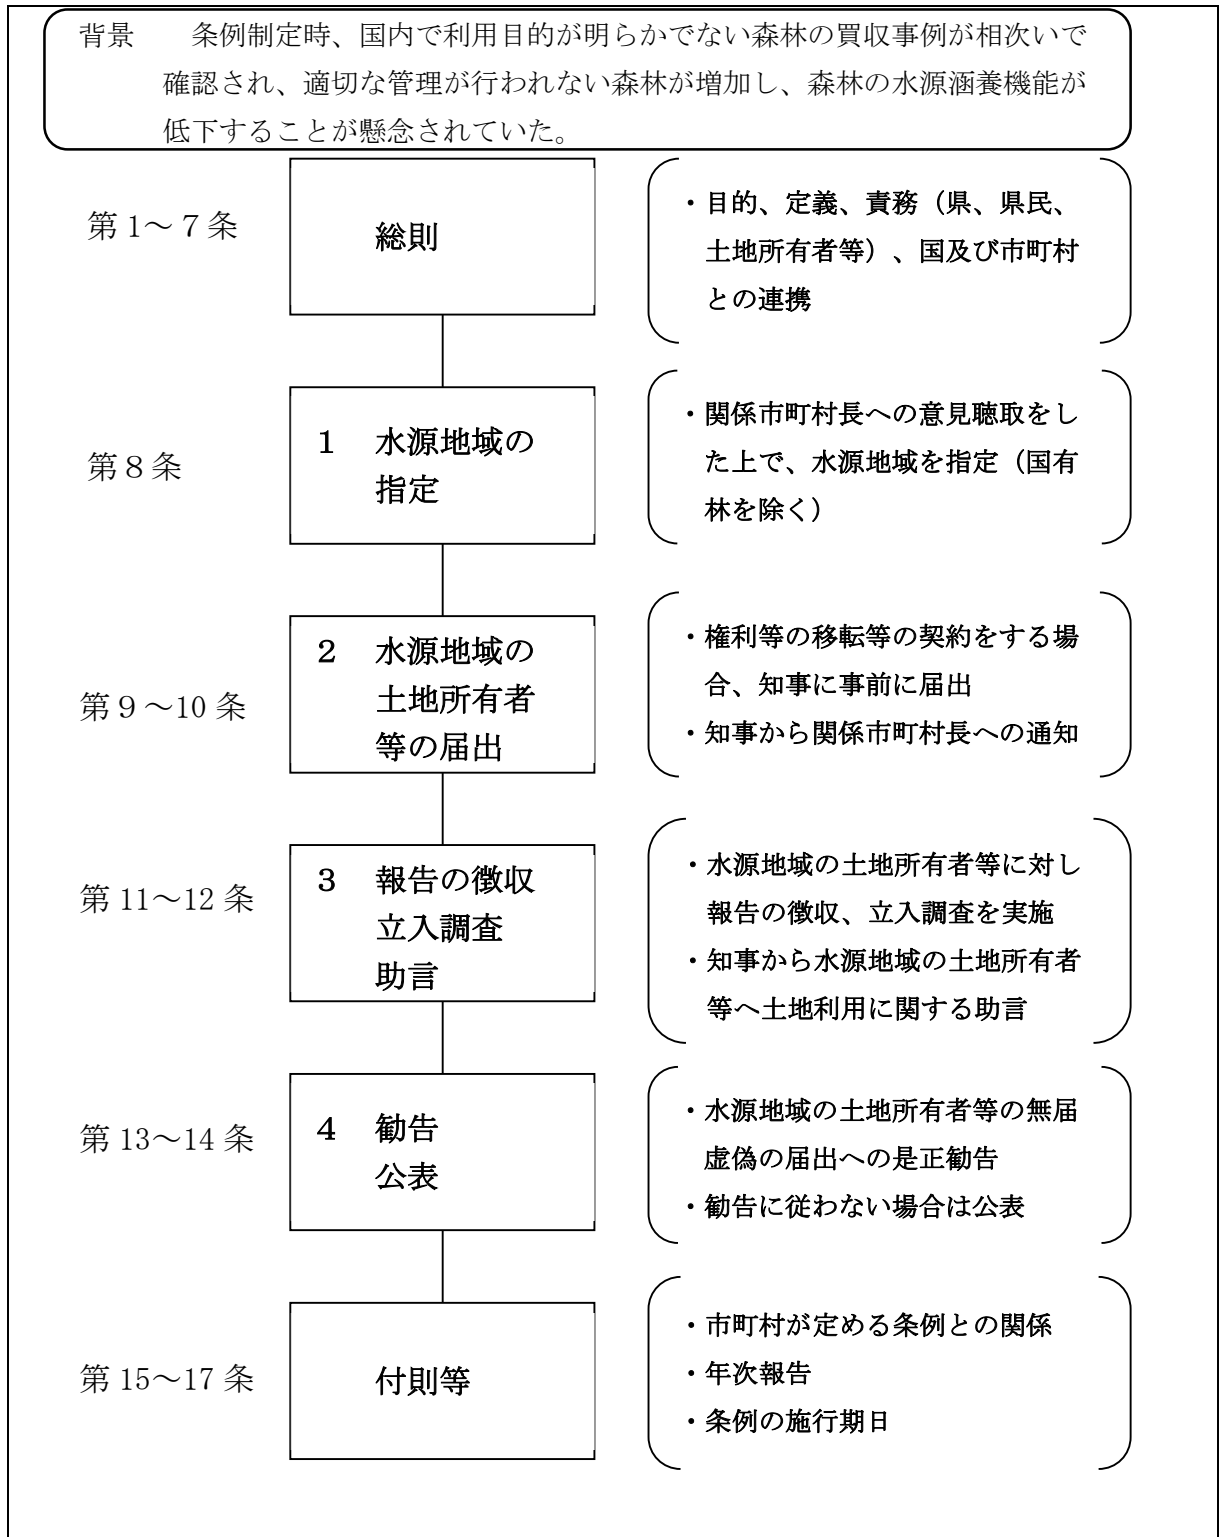 背景　　条例制定時、国内で利用目的が明らかでない森林の買収事例が相次いで
確認され、適切な管理が行われない森林が増加し、森林の水源涵養機能が
低下することが懸念されていた。
第１～７条
総則
・目的、定義、責務（県、県民、
土地所有者等）、国及び市町村
との連携
第８条
１　水源地域の
指定
・関係市町村長への意見聴取をし
た上で、水源地域を指定（国有
林を除く）
第９～10 条
２　水源地域の
土地所有者
等の届出
・権利等の移転等の契約をする場
合、知事に事前に届出
・知事から関係市町村長への通知
第 11～12 条
３　報告の徴収
立入調査
助言
・水源地域の土地所有者等に対し
報告の徴収、立入調査を実施
・知事から水源地域の土地所有者
等へ土地利用に関する助言
第 13～14 条
４　勧告
公表
・水源地域の土地所有者等の無届
虚偽の届出への是正勧告
・勧告に従わない場合は公表
第 15～17 条
付則等
・市町村が定める条例との関係
・年次報告
・条例の施行期日